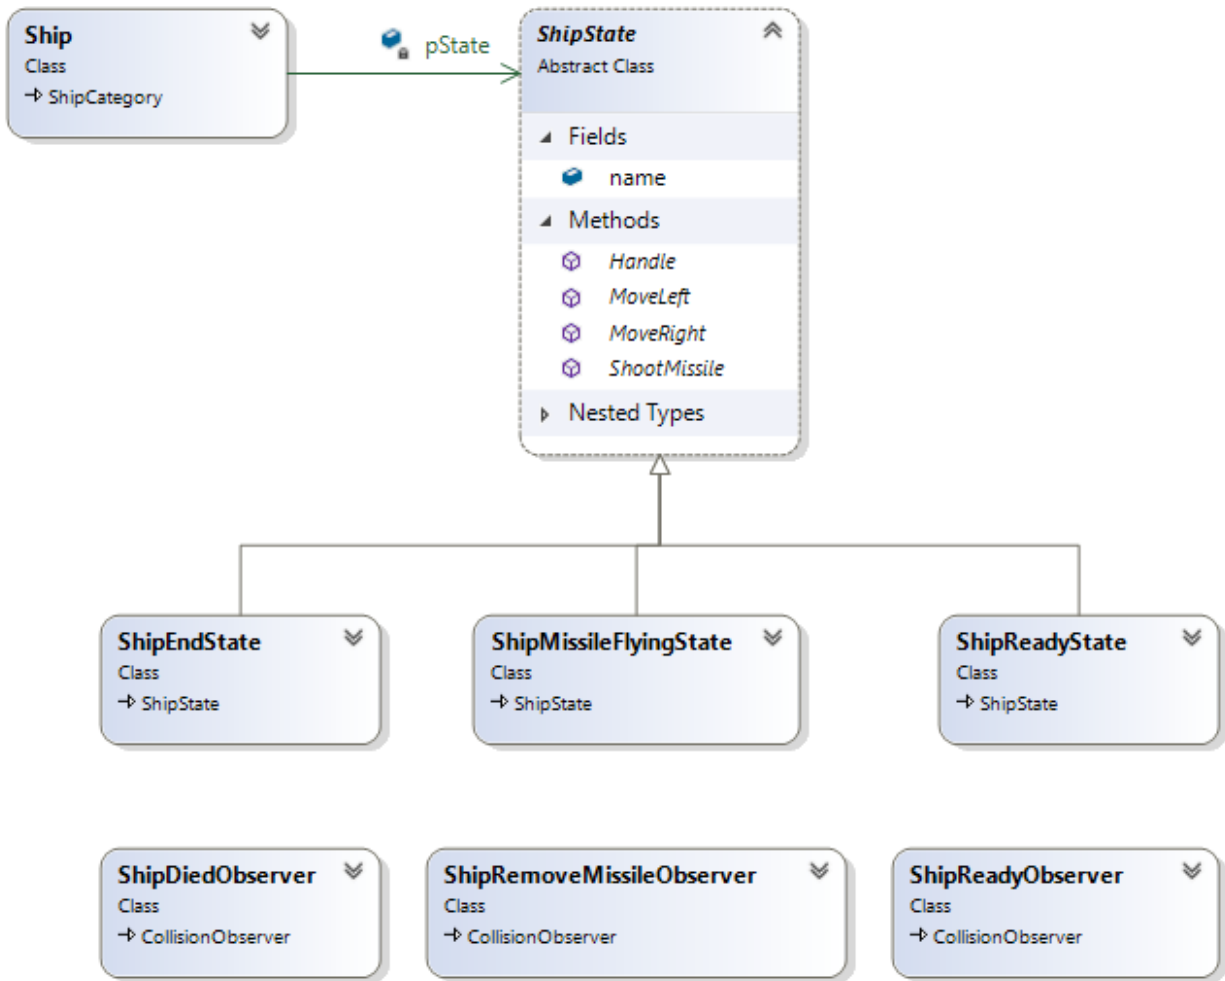 Ship
Class
ShipCategory
pState
ShipState
Abstract Class
Fields
name
Methods
Handle
MoveLeft
MoveRight
ShootMissile
Nested Types
ShipEndState
Class
ShipState
ShipMissileFlyingState
Class
ShipState
ShipReadyState
Class
ShipState
ShipDiedObserver
Class
CollisionObserver
ShipRemoveMissileObserver
Class
CollisionObserver
ShipReadyObserver
Class
CollisionObserver